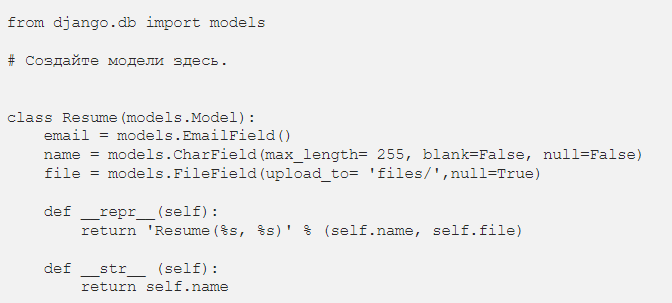 from django.db import models
# Создайте модели здесь.
class Resume(models.Model):
    email = models.EmailField()
    name = models.CharField(max_length= 255, blank=False, null=False)
    file = models.FileField(upload_to= 'files/',null=True)
    def __repr__(self):
        return 'Resume(%s, %s)' % (self.name, self.file)
    def __str__ (self):
        return self.name